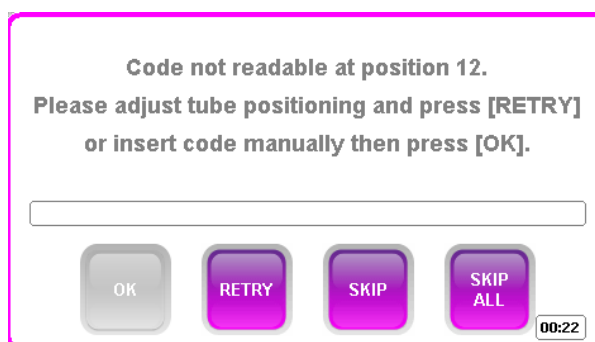 Code not readable at position 12.
Please adjust tube positioning and press [RETRY]
or insert code manually then press [OK].
OK
RETRY
SKIP
SKIP
ALL
00:22